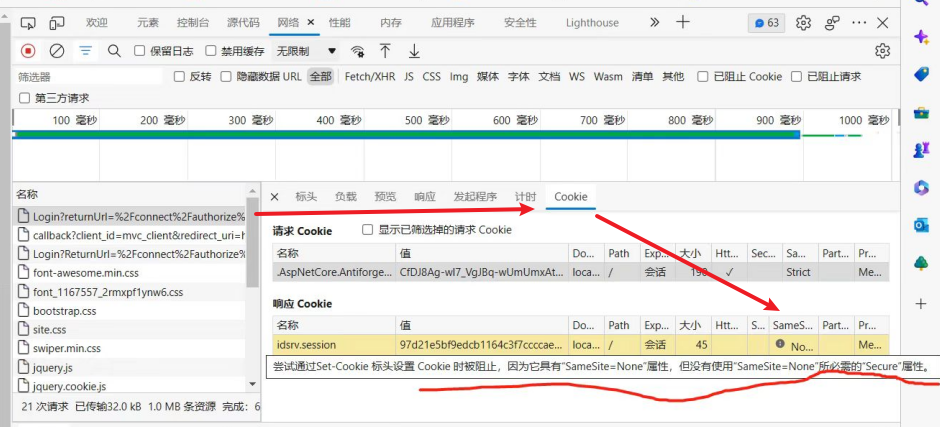 欢迎 元素 控制台 源代码 网络 性能 内存 应用程序 安全性 Lighthouse 63
保留日志 禁用缓存 无限制
筛选器 反转 隐藏数据 URL 全部 Fetch/XHR JS CSS Img 媒体 字体 文档 WS Wasm 清单 其他 已阻止 Cookie 已阻止请求
第三方请求
100 毫秒 200 毫秒 300 毫秒 400 毫秒 500 毫秒 600 毫秒 700 毫秒 800 毫秒 900 毫秒 1000 毫秒
名称
Login?returnUrl=%2Fconnect%2Fauthorize%
callback?client_id=mvc_client&redirect_uri=h
Login?ReturnUrl=%2Fconnect%2Fauthorize%
font-awesome.min.css
font_1167557_2rmxpf1ynw6.css
bootstrap.css
site.css
swiper.min.css
jquery.js
jquery.cookie.js
21 次请求 已传输32.0 kB 1.0 MB 条资源 完成: 6
标头 负载 预览 响应 发起程序 计时 Cookie
请求 Cookie 显示已筛选掉的请求 Cookie
名称 值 Do... Path Exp... 大小 Htt... Sec... Sa... Part... Pr...
.AspNetCore.Antiforge... CfDJ8Ag-wI7_VgJBq-wUmUmxAt... loca... / 会话 190 ✓ Strict Me...
响应 Cookie
名称 值 Do... Path Exp... 大小 Htt... S... SameS... Part... Pr...
idsrv.session 97d21e5bf9edcb1164c3f7ccccae... loca... / 会话 45 No... Me...
尝试通过Set-Cookie 标头设置 Cookie 时被阻止，因为它具有"SameSite=None"属性，但没有使用"SameSite=None"所必需的"Secure"属性。